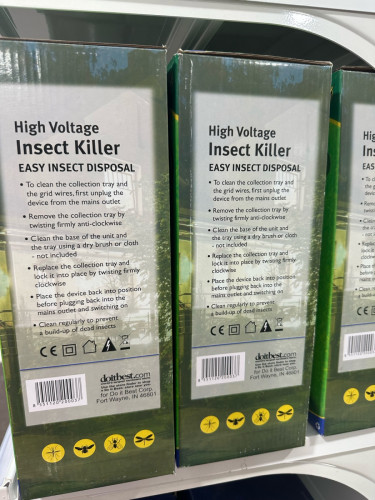 High Voltage
Insect Killer
EASY INSECT DISPOSAL
• To clean the collection tray and
the grid wires, first unplug the
device from the mains outlet
• Remove the collection tray by
twisting firmly anti-clockwise
• Clean the base of the unit and
the tray using a dry brush or cloth
- not included
• Replace the collection tray and
lock it into place by twisting firmly
clockwise
• Place the device back into position
before plugging back into the
mains outlet and switching on
• Clean regularly to prevent
a build-up of dead insects
CE
doitbest.com
for Do it Best Corp.
Fort Wayne, IN 46801
High Voltage
Insect Killer
EASY INSECT DISPOSAL
• To clean the collection tray and
the grid wires, first unplug the
device from the mains outlet
• Remove the collection tray by
twisting firmly anti-clockwise
• Clean the base of the unit and
the tray using a dry brush or cloth
- not included
• Replace the collection tray and
lock it into place by twisting firmly
clockwise
• Place the device back into position
before plugging back into the
mains outlet and switching on
• Clean regularly to prevent
a build-up of dead insects
CE
doitbest.com
for Do it Best Corp.
Fort Wayne, IN 46801
Hig
Ins
EASY